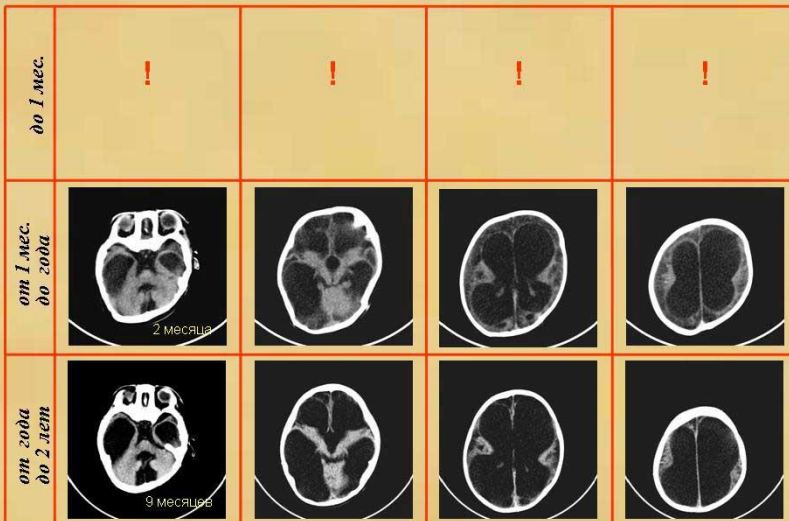 до 1 мес.
!
!
!
!
от 1 мес.
до года
2 месяца
от года
до 2 лет
9 месяцев